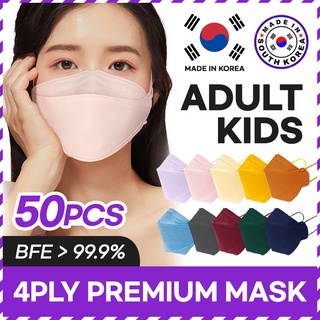 MADE IN KOREA
MADE IN
SOUTH KOREA
ADULT
KIDS
50PCS
BFE > 99.9%
4PLY PREMIUM MASK